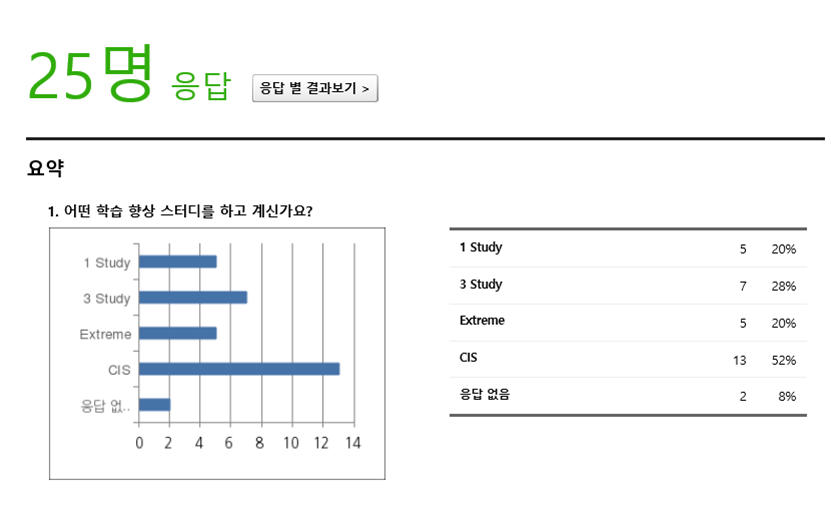 25명 응답 응답 별 결과보기 >
요약
1. 어떤 학습 향상 스터디를 하고 계신가요?
1 Study
3 Study
Extreme
CIS
응답 없..
0 2 4 6 8 10 12 14
1 Study 5 20%
3 Study 7 28%
Extreme 5 20%
CIS 13 52%
응답 없음 2 8%